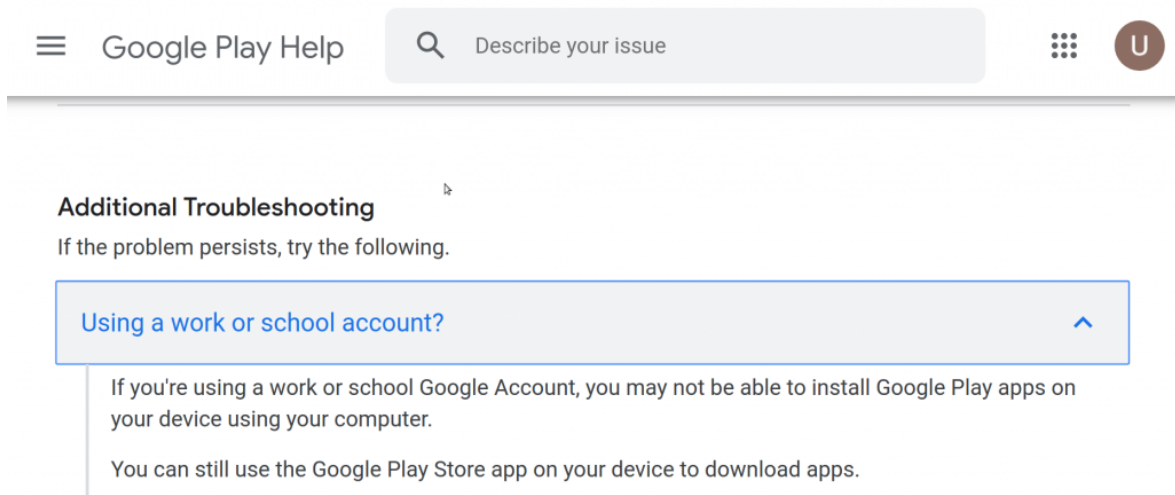 Google Play Help
Describe your issue
U
Additional Troubleshooting
If the problem persists, try the following.
Using a work or school account?
If you're using a work or school Google Account, you may not be able to install Google Play apps on
your device using your computer.
You can still use the Google Play Store app on your device to download apps.